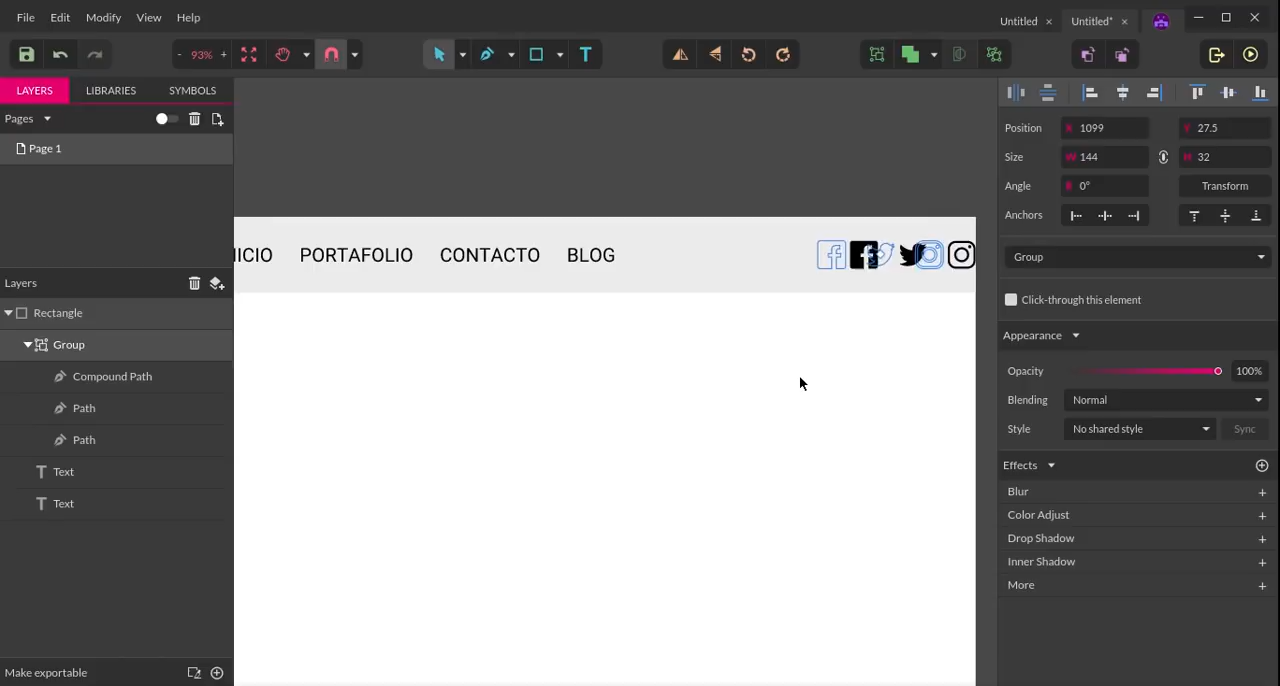 File Edit Modify View Help
Untitled × Untitled* ×
- 93% +
T
LAYERS LIBRARIES SYMBOLS
Pages
Page 1
Layers
Rectangle
Group
Compound Path
Path
Path
T Text
T Text
Make exportable
ICIO PORTAFOLIO CONTACTO BLOG
Position X 1099 Y 27.5
Size W 144 H 32
Angle 0° Transform
Anchors
Group
Click-through this element
Appearance
Opacity 100%
Blending Normal
Style No shared style Sync
Effects
Blur +
Color Adjust +
Drop Shadow +
Inner Shadow +
More +